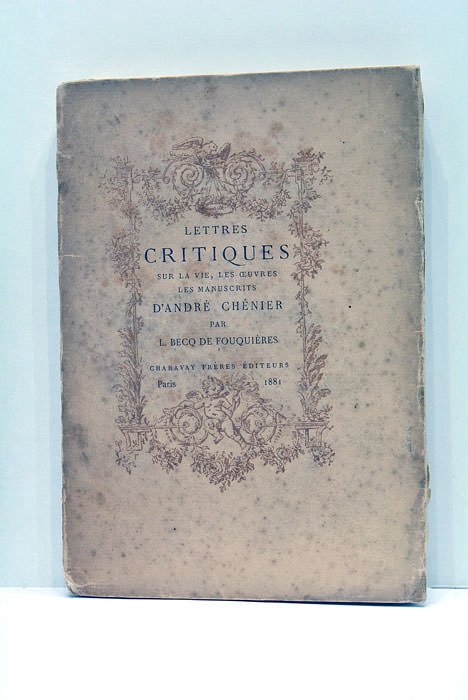 LETTRES
CRITIQUES
SUR LA VIE, LES ŒUVRES
LES MANUSCRITS
D'ANDRÉ CHÉNIER
PAR
L. BECQ DE FOUQUIÈRES
CHARAVAY FRÈRES ÉDITEURS
Paris 1881